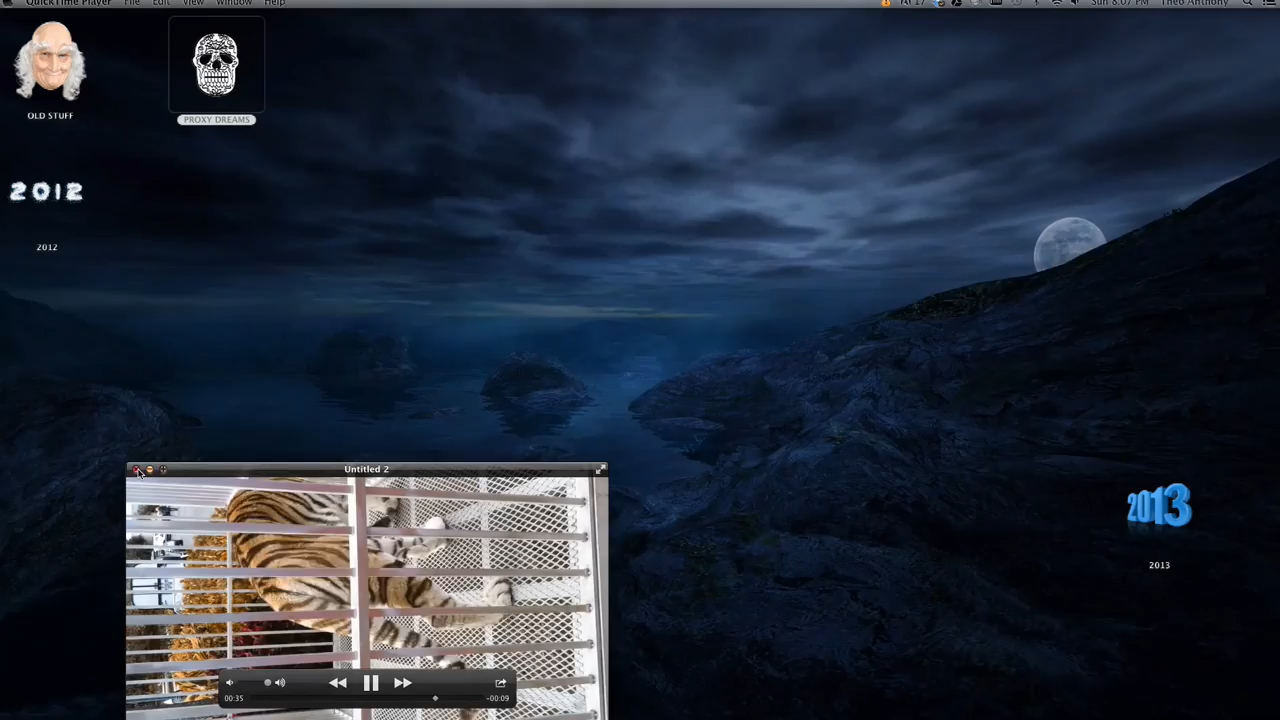 QuickTime Player File Edit View Window Help
Sun 8:07 PM Theo Anthony
OLD STUFF
PROXY DREAMS
2012
2012
Untitled 2
2013
2013
00:35
-00:09